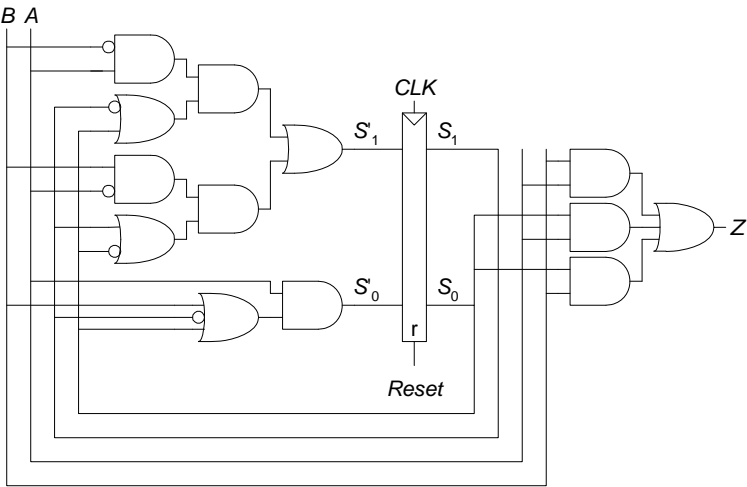 B A
CLK
S'₁ S₁
Z
S'₀ S₀
r
Reset